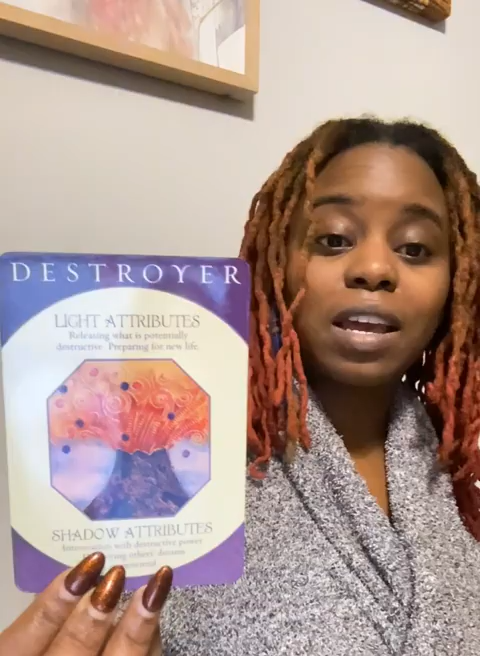 DESTROYER
LIGHT ATTRIBUTES
Releasing what is potentially
destructive. Preparing for new life.
SHADOW ATTRIBUTES
Intoxication with destructive power
others' dreams